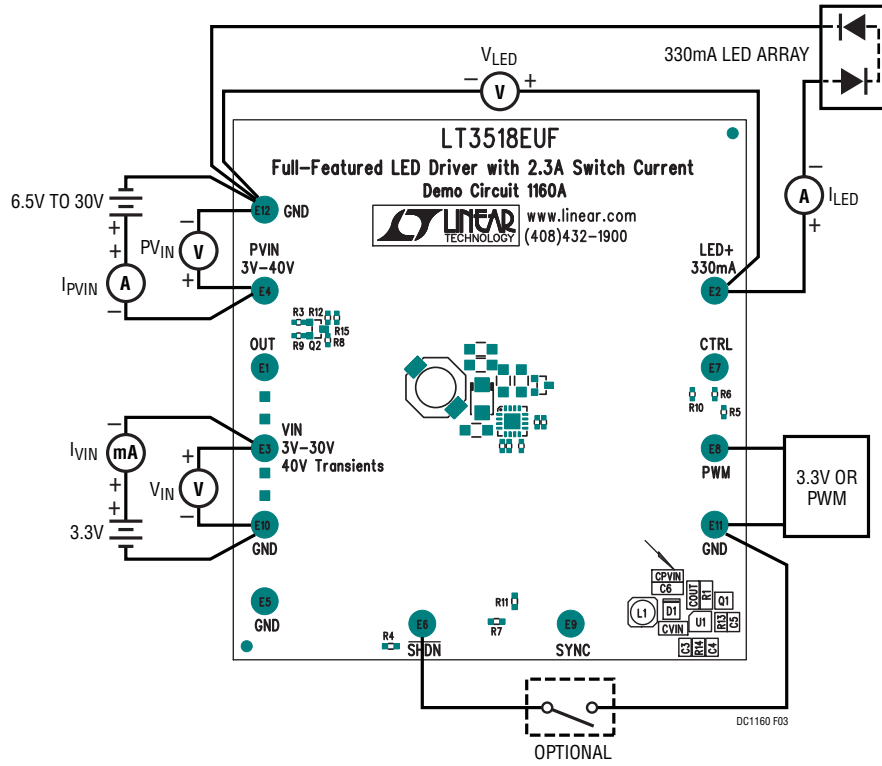 330mA LED ARRAY
VLED
− V +
LT3518EUF
Full-Featured LED Driver with 2.3A Switch Current
Demo Circuit 1160A
LINEAR
TECHNOLOGY
www.linear.com
(408)432-1900
6.5V TO 30V
+
+
A
−
IPVIN
−
V
+
PVIN
E12
GND
PVIN
3V-40V
E4
−
A
+
ILED
LED+
330mA
E2
R3
R12
R15
R9
Q2
R8
OUT
E1
CTRL
E7
R6
R10
R5
IVIN
−
mA
+
+
3.3V
+
V
−
VIN
VIN
3V-30V
40V Transients
E3
E10
GND
E8
PWM
3.3V OR
PWM
E11
GND
E5
GND
R4
E6
SHDN
R11
R7
E9
SYNC
CPVIN
C6
COUT
R1
Q1
L1
D1
U1
R13
C5
CVIN
C3
R14
C4
OPTIONAL
DC1160 F03